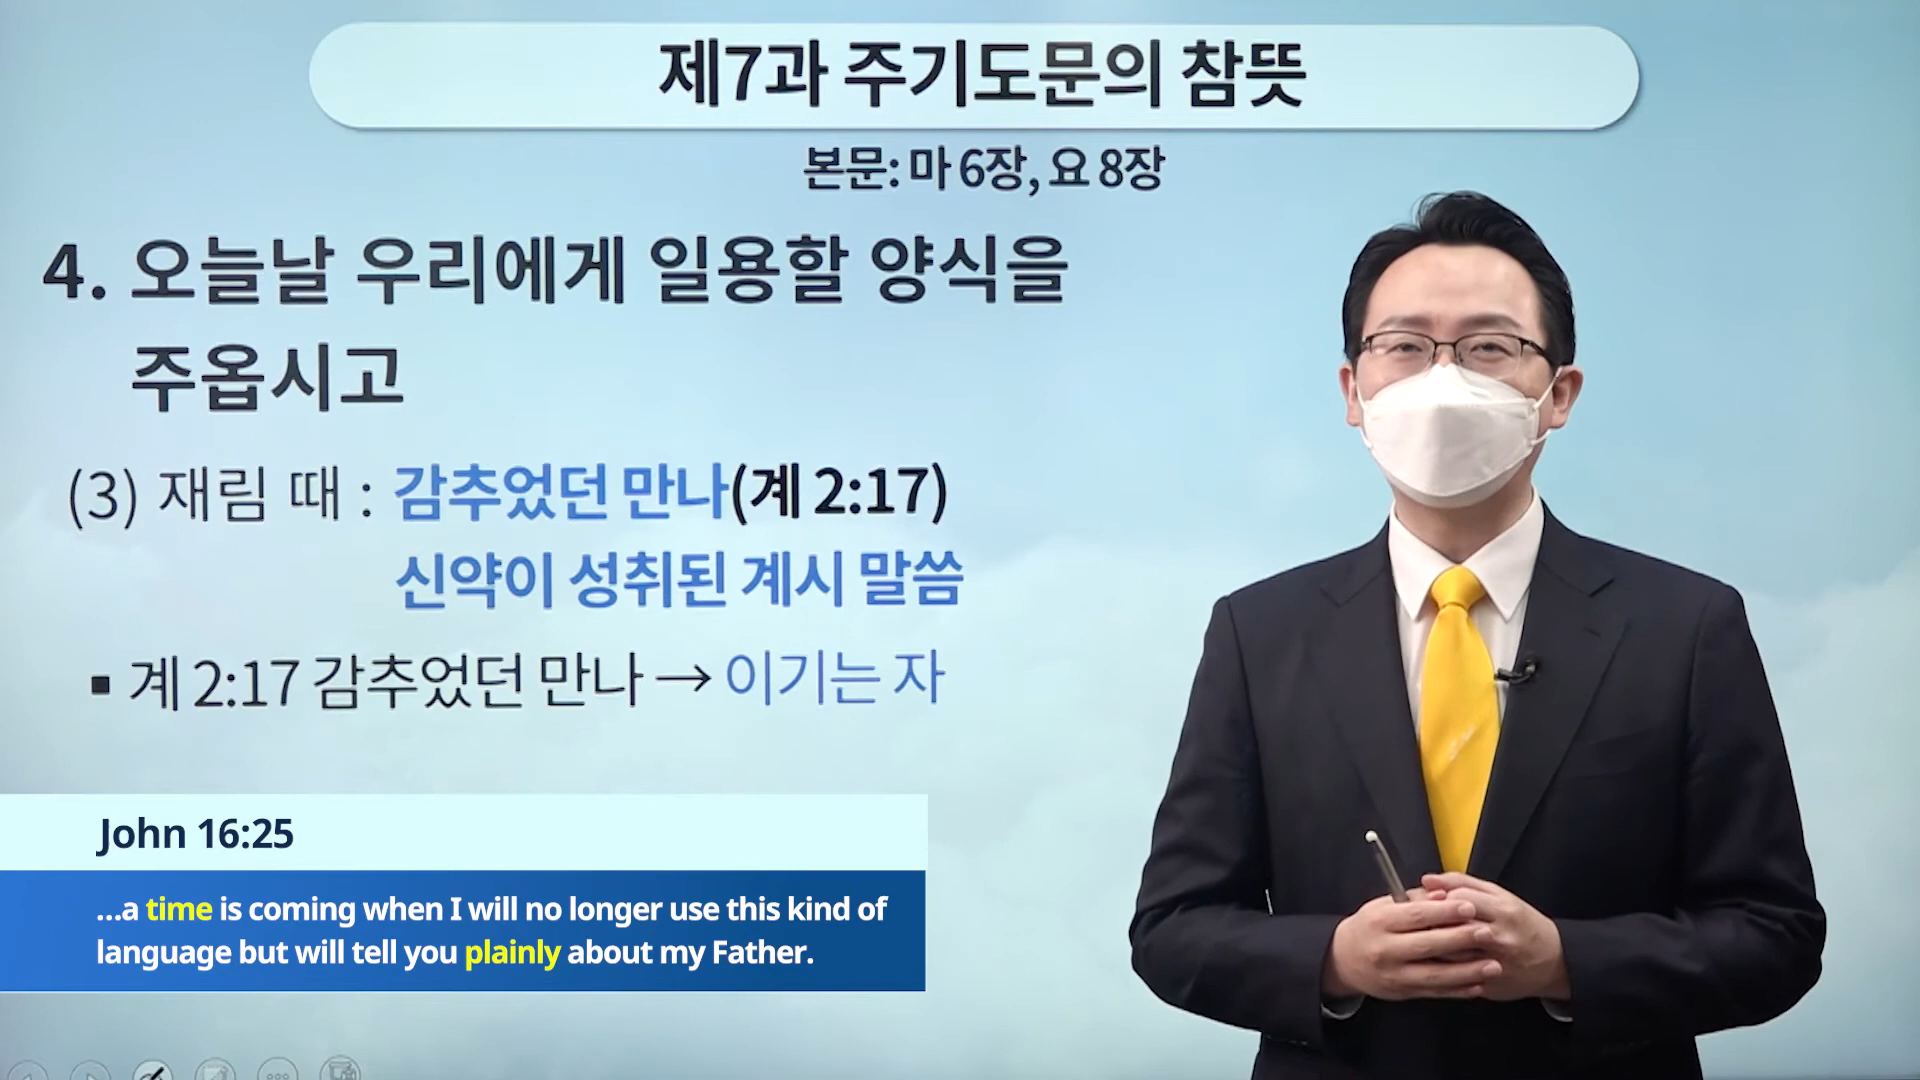 제7과 주기도문의 참뜻
본문: 마 6장, 요 8장
4. 오늘날 우리에게 일용할 양식을
주옵시고
(3) 재림 때 : 감추었던 만나(계 2:17)
신약이 성취된 계시 말씀
▪ 계 2:17 감추었던 만나 → 이기는 자
John 16:25
...a time is coming when I will no longer use this kind of
language but will tell you plainly about my Father.